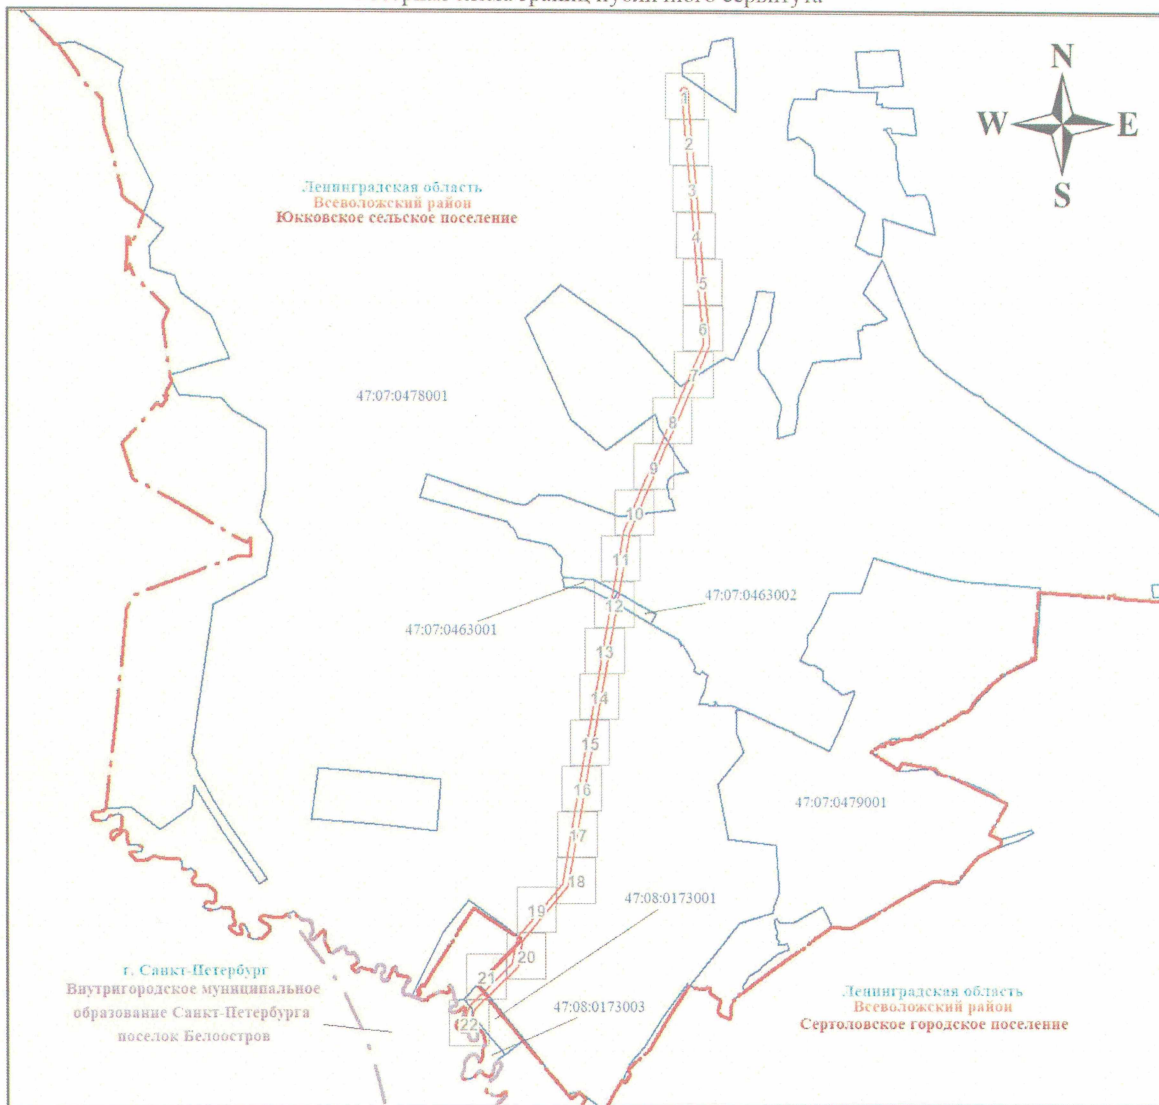 N
W E
S
1
2
3
4
5
6
7
8
9
10
11
12
13
14
15
16
17
18
19
20
21
22
Ленинградская область
Всеволожский район
Юкковское сельское поселение
47:07:0478001
47:07:0463002
47:07:0463001
47:07:0479001
47:08:0173001
47:08:0173003
г. Санкт-Петербург
Внутригородское муниципальное
образование Санкт-Петербурга
поселок Белоостров
Ленинградская область
Всеволожский район
Сертоловское городское поселение